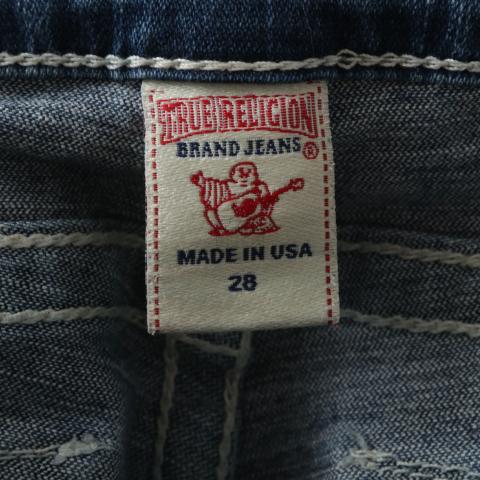 TRUE RELIGION
BRAND JEANS ®
MADE IN USA
28